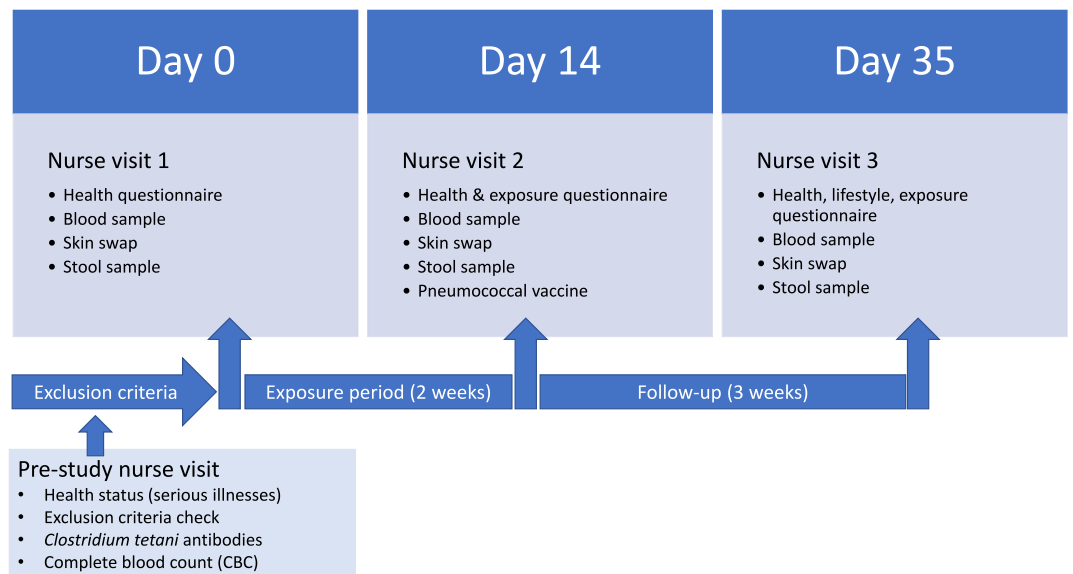 Day 0
Nurse visit 1
• Health questionnaire
• Blood sample
• Skin swap
• Stool sample
Day 14
Nurse visit 2
• Health & exposure questionnaire
• Blood sample
• Skin swap
• Stool sample
• Pneumococcal vaccine
Day 35
Nurse visit 3
• Health, lifestyle, exposure
questionnaire
• Blood sample
• Skin swap
• Stool sample
Exclusion criteria
Exposure period (2 weeks)
Follow-up (3 weeks)
Pre-study nurse visit
• Health status (serious illnesses)
• Exclusion criteria check
• Clostridium tetani antibodies
• Complete blood count (CBC)